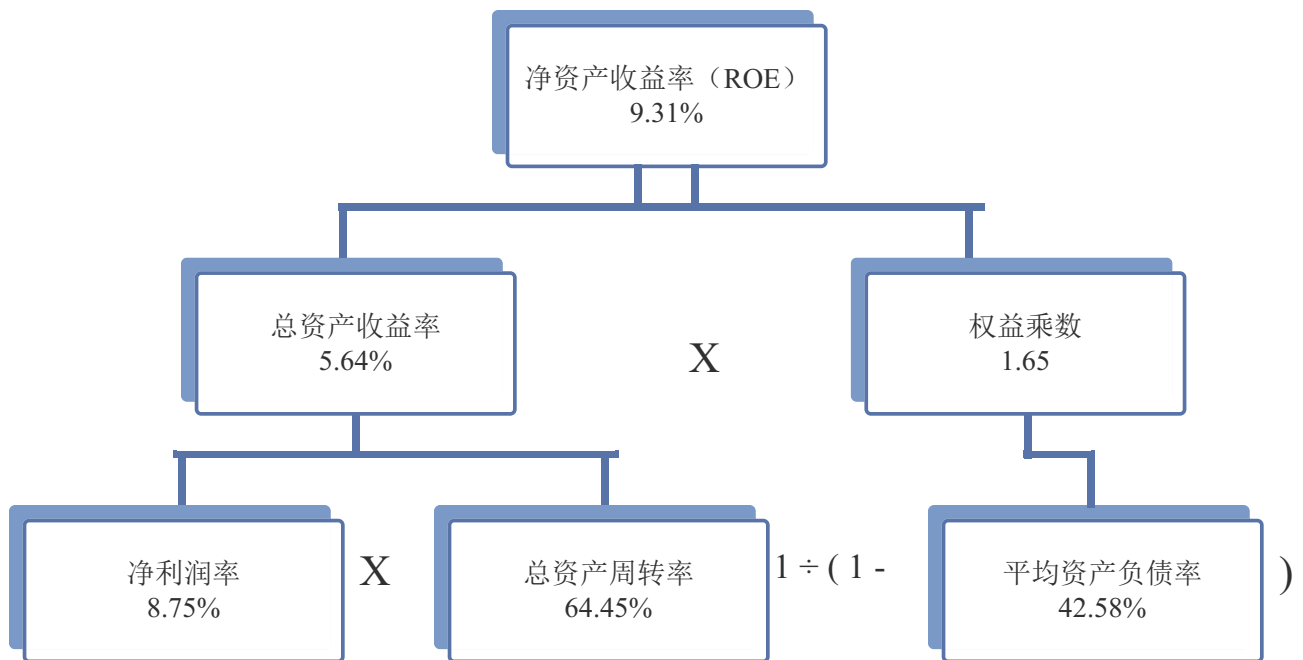 净资产收益率（ROE）
9.31%
总资产收益率
5.64%
X
权益乘数
1.65
净利润率
8.75%
X
总资产周转率
64.45%
1 ÷ ( 1 -
平均资产负债率
42.58%
)